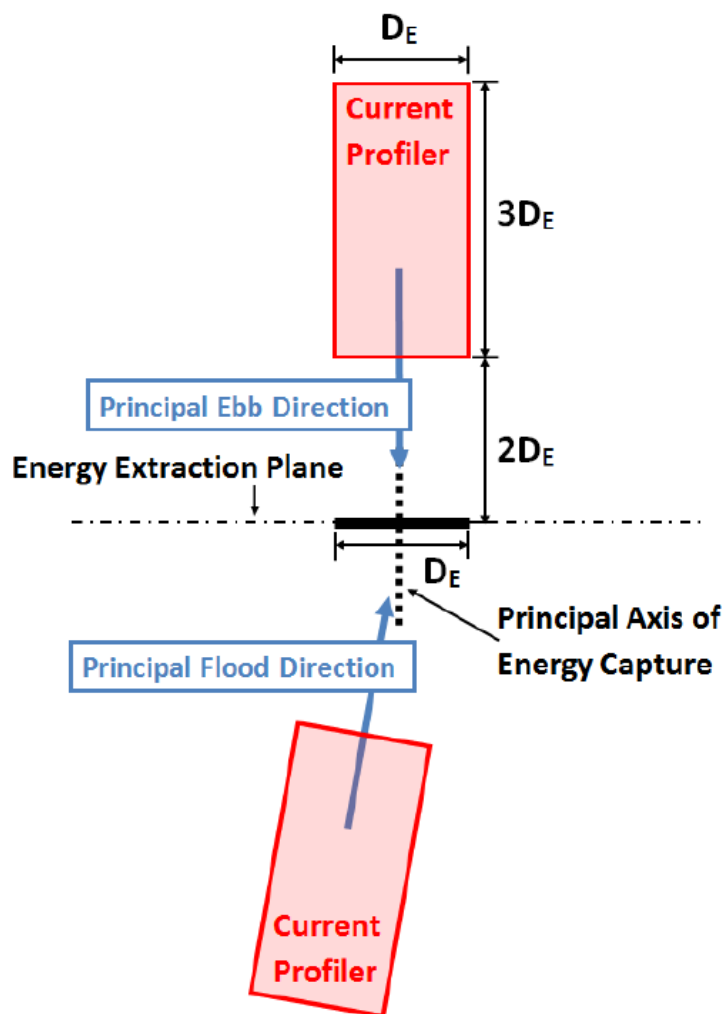 DE
Current
Profiler
3DE
Principal Ebb Direction
2DE
Energy Extraction Plane
DE
Principal Axis of
Energy Capture
Principal Flood Direction
Current
Profiler